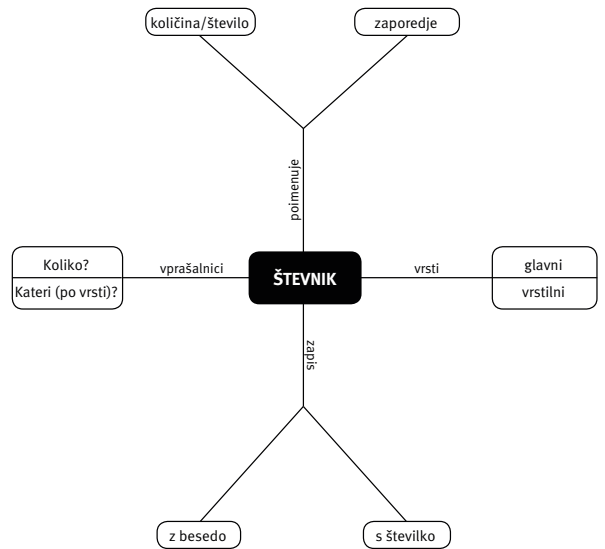 količina/število
zaporedje
poimenuje
Koliko?
Kateri (po vrsti)?
vprašalnici
ŠTEVNIK
vrsti
glavni
vrstilni
zapis
z besedo
s številko